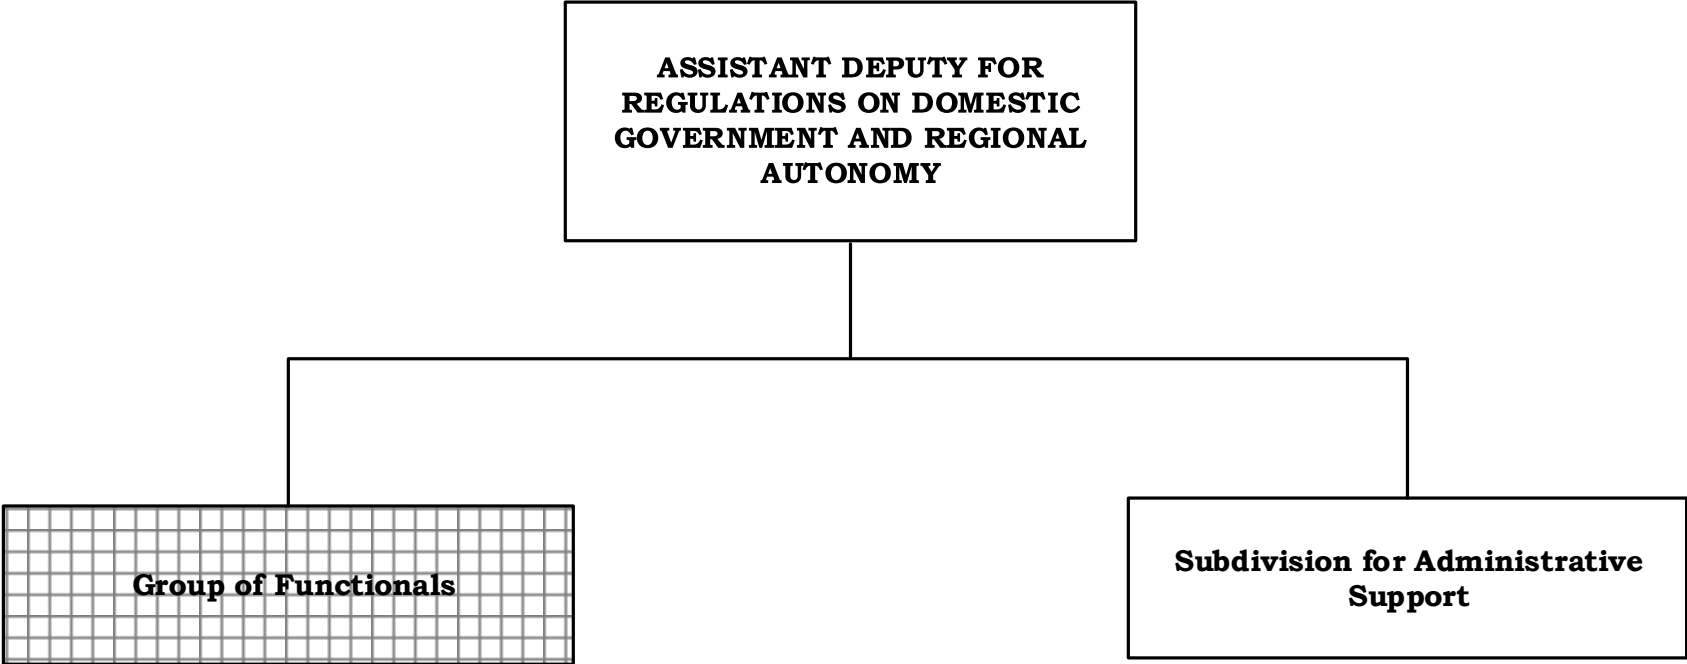 ASSISTANT DEPUTY FOR
REGULATIONS ON DOMESTIC
GOVERNMENT AND REGIONAL
AUTONOMY
Group of Functionals
Subdivision for Administrative
Support